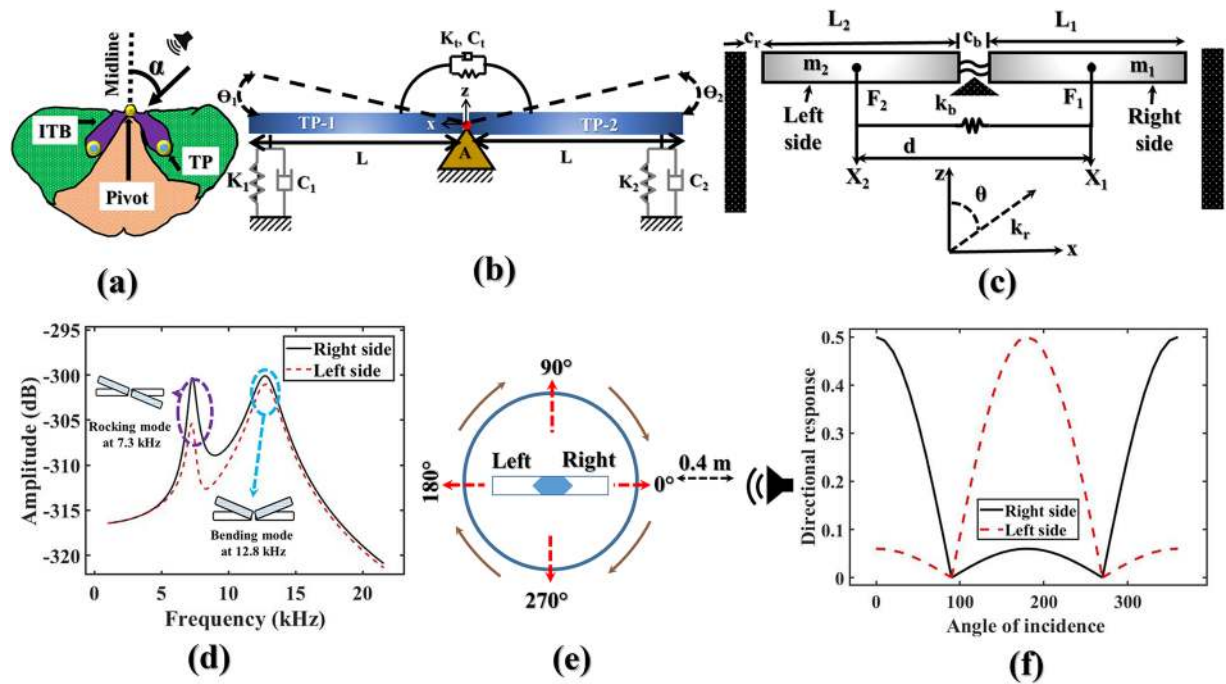 Midline
α
ITB
TP
Pivot
(a)
Kₜ, Cₜ
z
x
Θ₁
Θ₂
TP-1
TP-2
A
L
L
K₁
C₁
K₂
C₂
(b)
L₂
L₁
cᵣ
c_b
m₂
m₁
F₂
F₁
k_b
Left side
Right side
d
X₂
X₁
z
θ
kᵣ
x
(c)
-295
-300
-305
-310
-315
-320
Amplitude (dB)
Right side
Left side
Rocking mode
at 7.3 kHz
Bending mode
at 12.8 kHz
0
5
10
15
20
Frequency (kHz)
(d)
90°
Left
Right
180°
0°
0.4 m
270°
(e)
0.5
0.4
0.3
0.2
0.1
0
Directional response
Right side
Left side
0
100
200
300
Angle of incidence
(f)